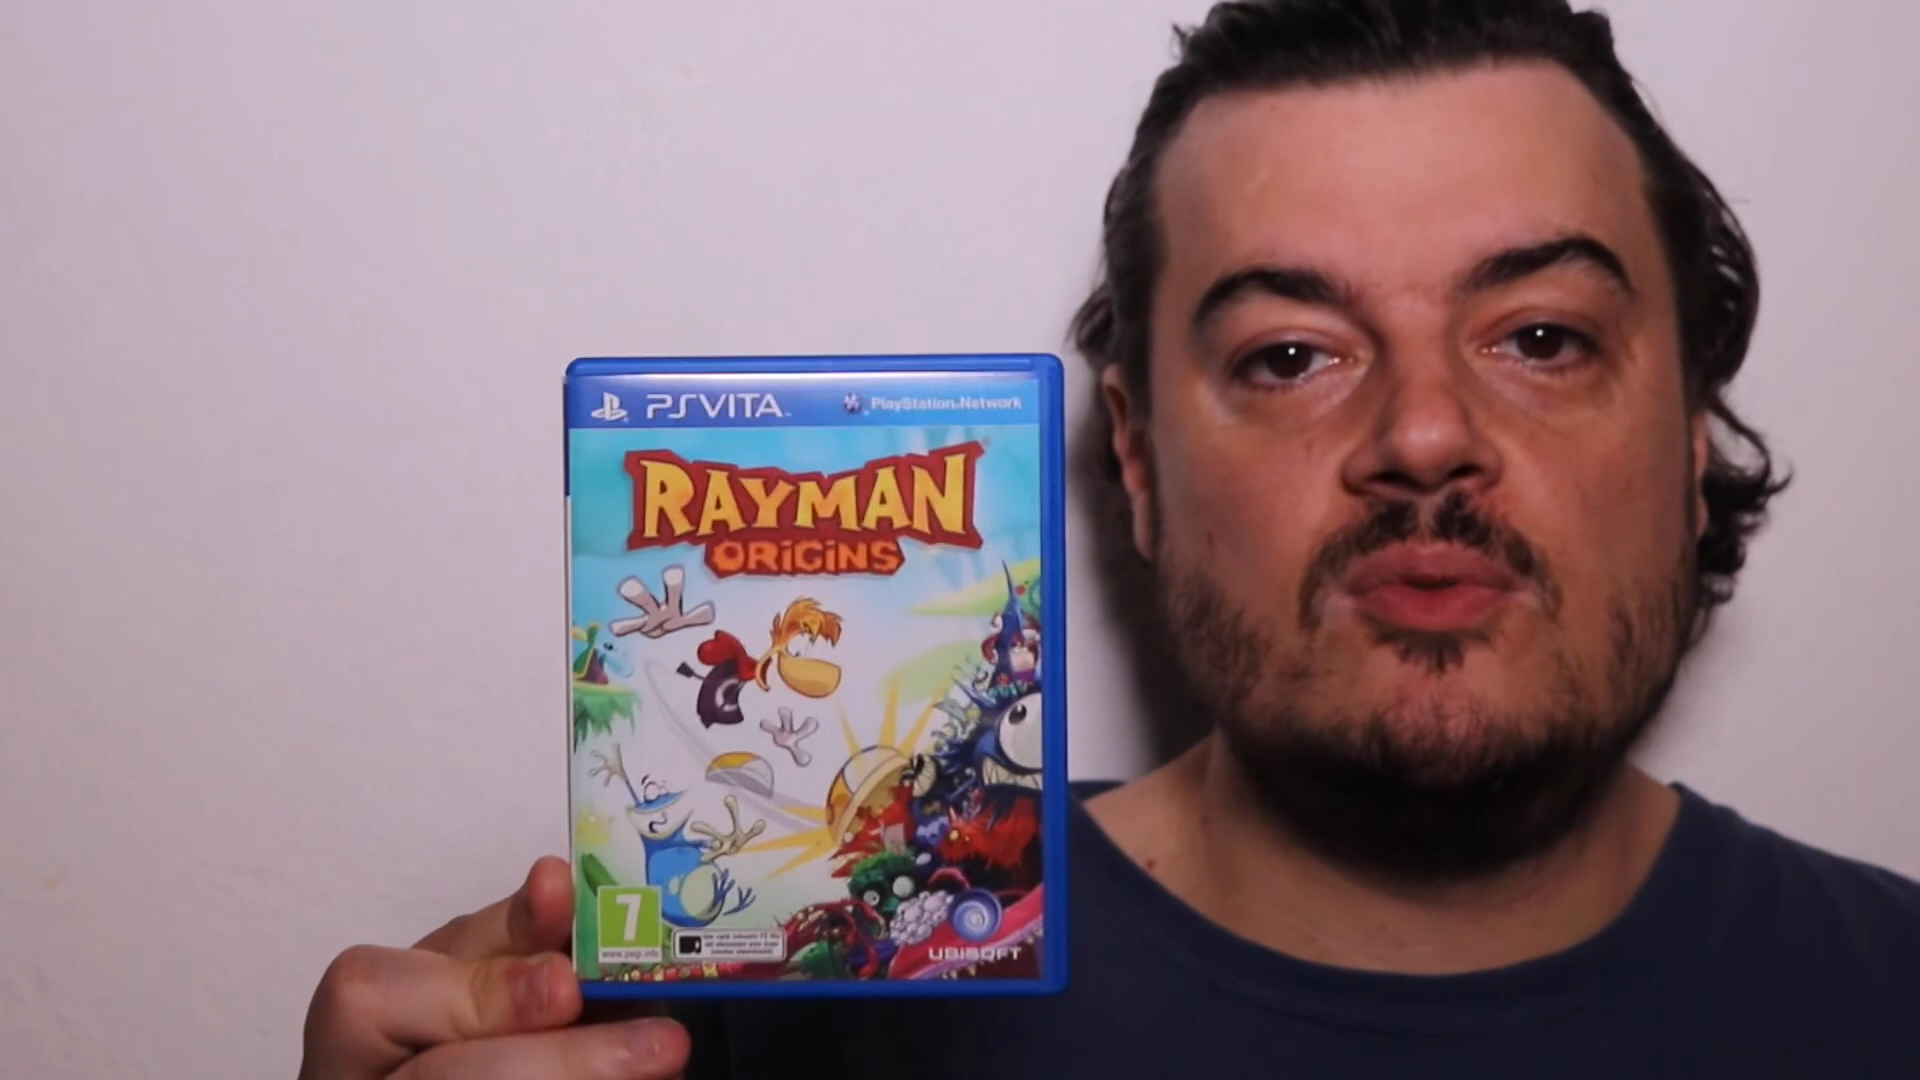 PSVITA
PlayStation Network
RAYMAN
ORIGINS
7
www.pegi.info
UBISOFT